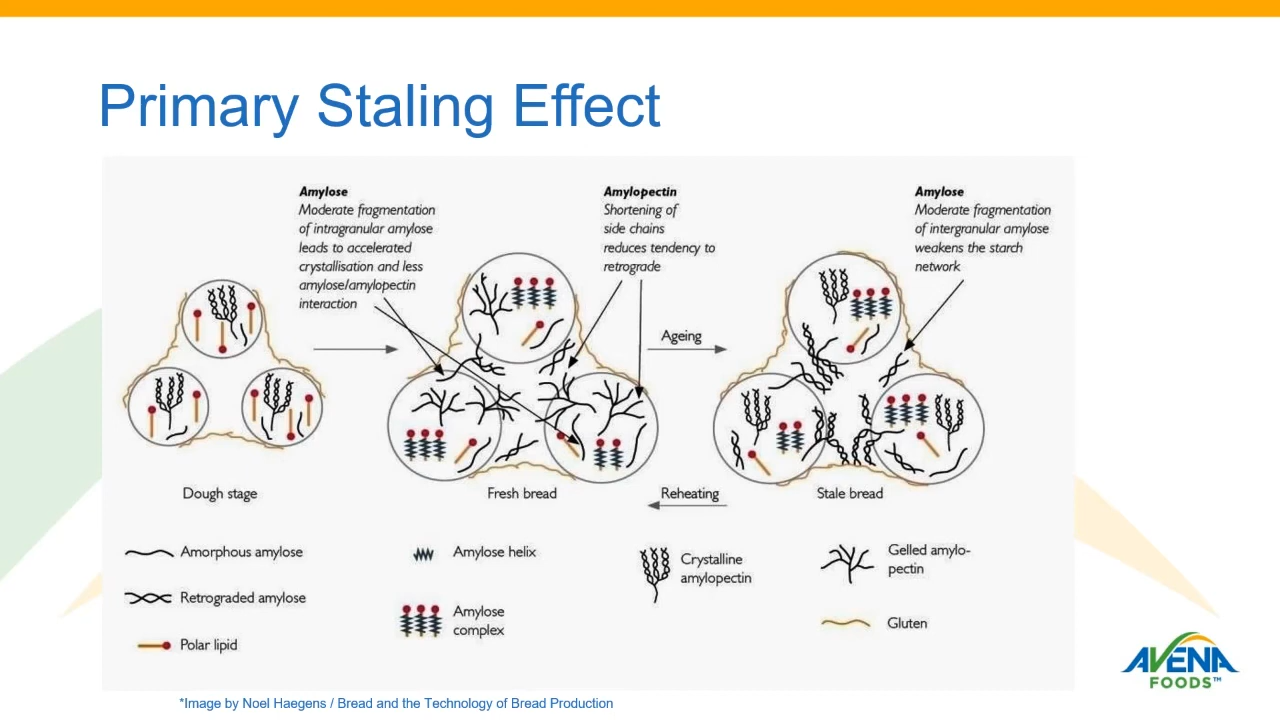 Primary Staling Effect
Amylose
Moderate fragmentation
of intragranular amylose
leads to accelerated
crystallisation and less
amylose/amylopectin
interaction
Amylopectin
Shortening of
side chains
reduces tendency to
retrograde
Amylose
Moderate fragmentation
of intergranular amylose
weakens the starch
network
Ageing
Dough stage
Fresh bread
Reheating
Stale bread
Amorphous amylose
Retrograded amylose
Polar lipid
Amylose helix
Amylose
complex
Crystalline
amylopectin
Gelled amylo-
pectin
Gluten
AVENA
FOODS™
*Image by Noel Haegens / Bread and the Technology of Bread Production